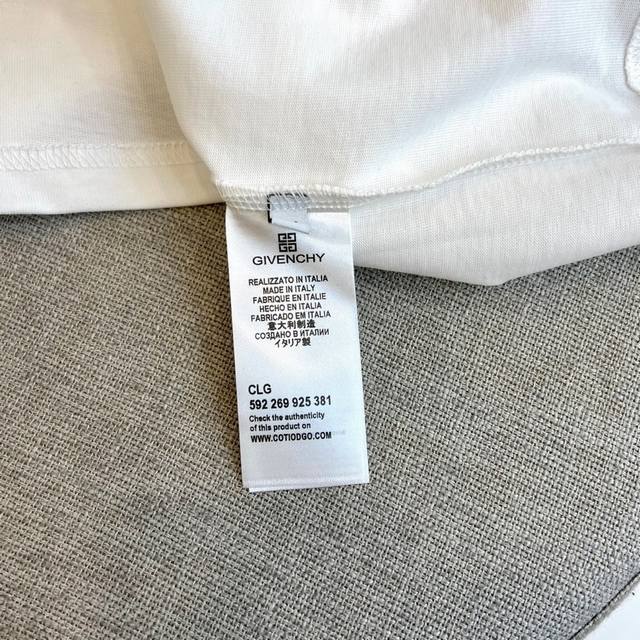 GIVENCHY
REALIZZATO IN ITALIA
MADE IN ITALY
FABRIQUE EN ITALIE
HECHO EN ITALIA
FABRICADO EM ITALIA
意大利制造
СОЗДАНО В ИТАЛИИ
イタリア製
CLG
592 269 925 381
Check the authenticity
of this product on
WWW.COTIODGO.COM